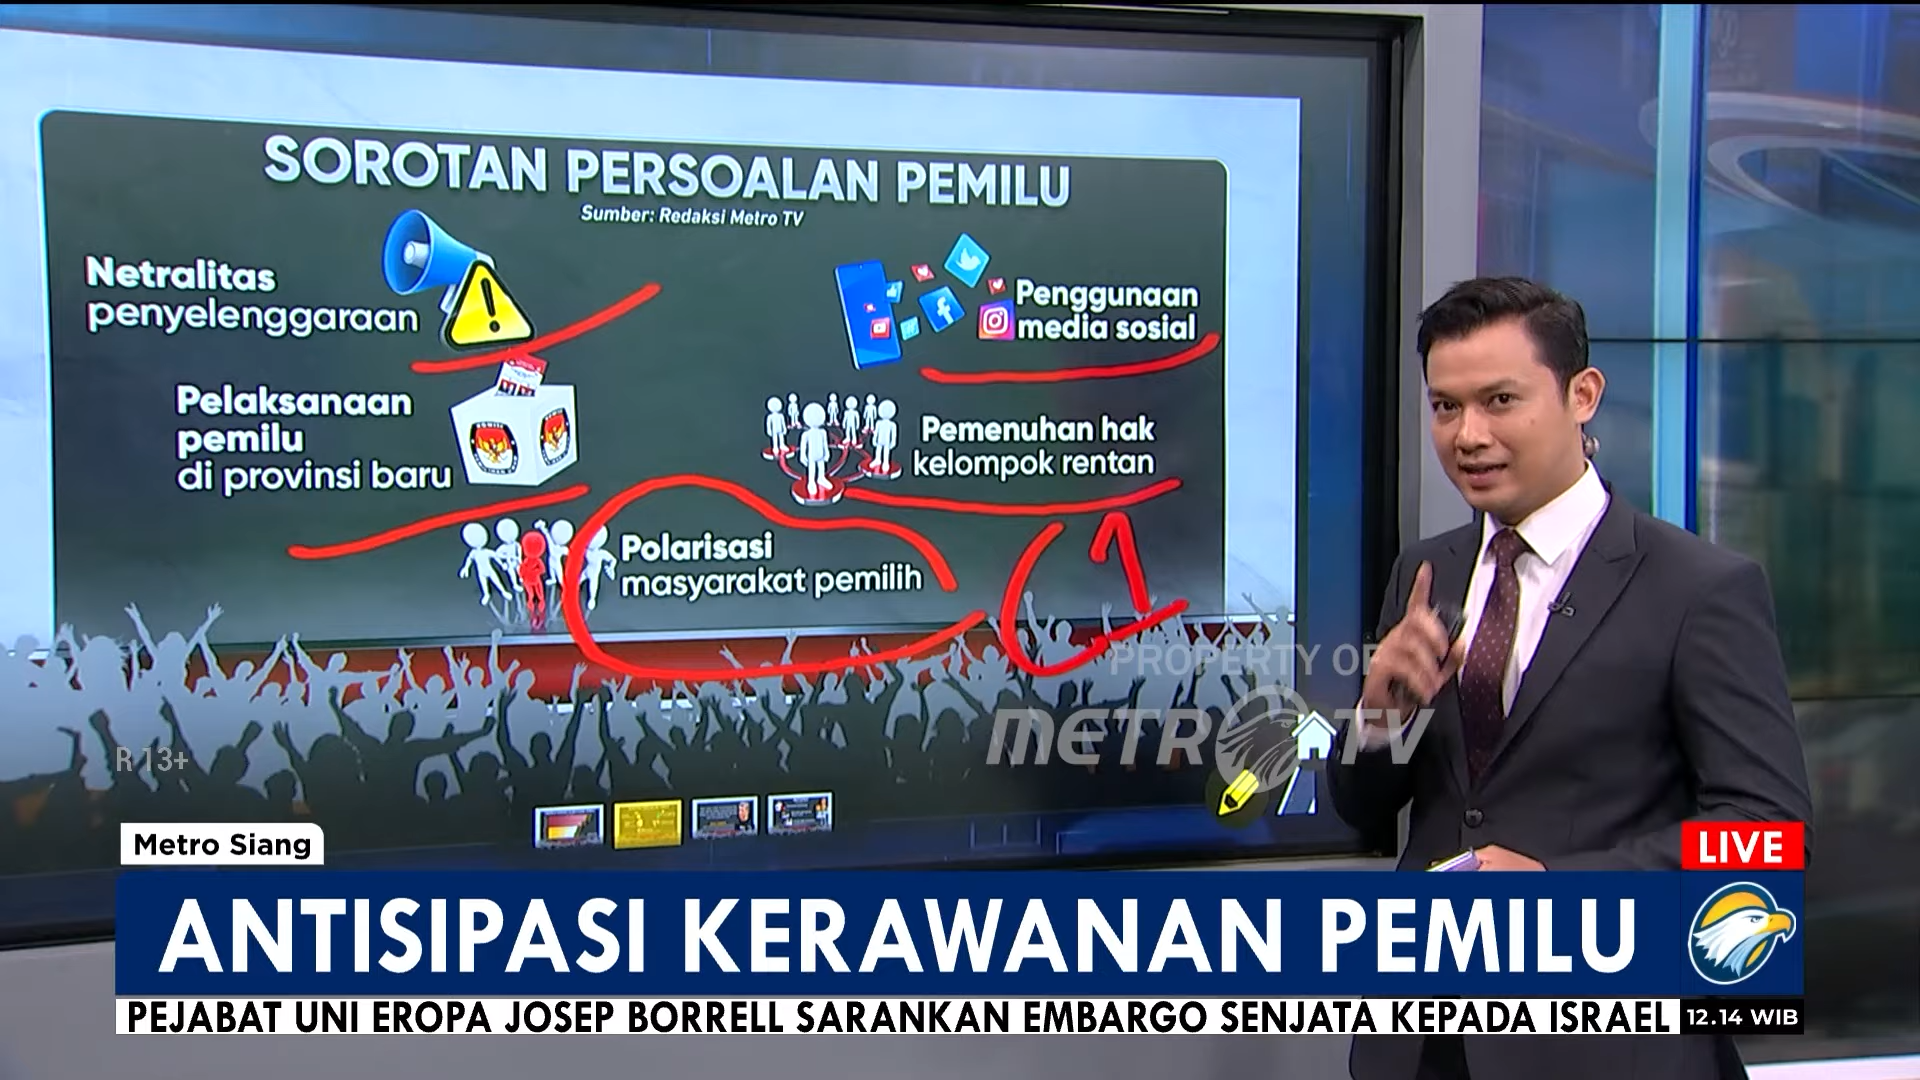 SOROTAN PERSOALAN PEMILU
Sumber: Redaksi Metro TV
Netralitas
penyelenggaraan
Penggunaan
media sosial
Pelaksanaan
pemilu
di provinsi baru
Pemenuhan hak
kelompok rentan
Polarisasi
masyarakat pemilih
1
PROPERTY OF
METRO TV
R 13+
Metro Siang
LIVE
ANTISIPASI KERAWANAN PEMILU
PEJABAT UNI EROPA JOSEP BORRELL SARANKAN EMBARGO SENJATA KEPADA ISRAEL
12.14 WIB